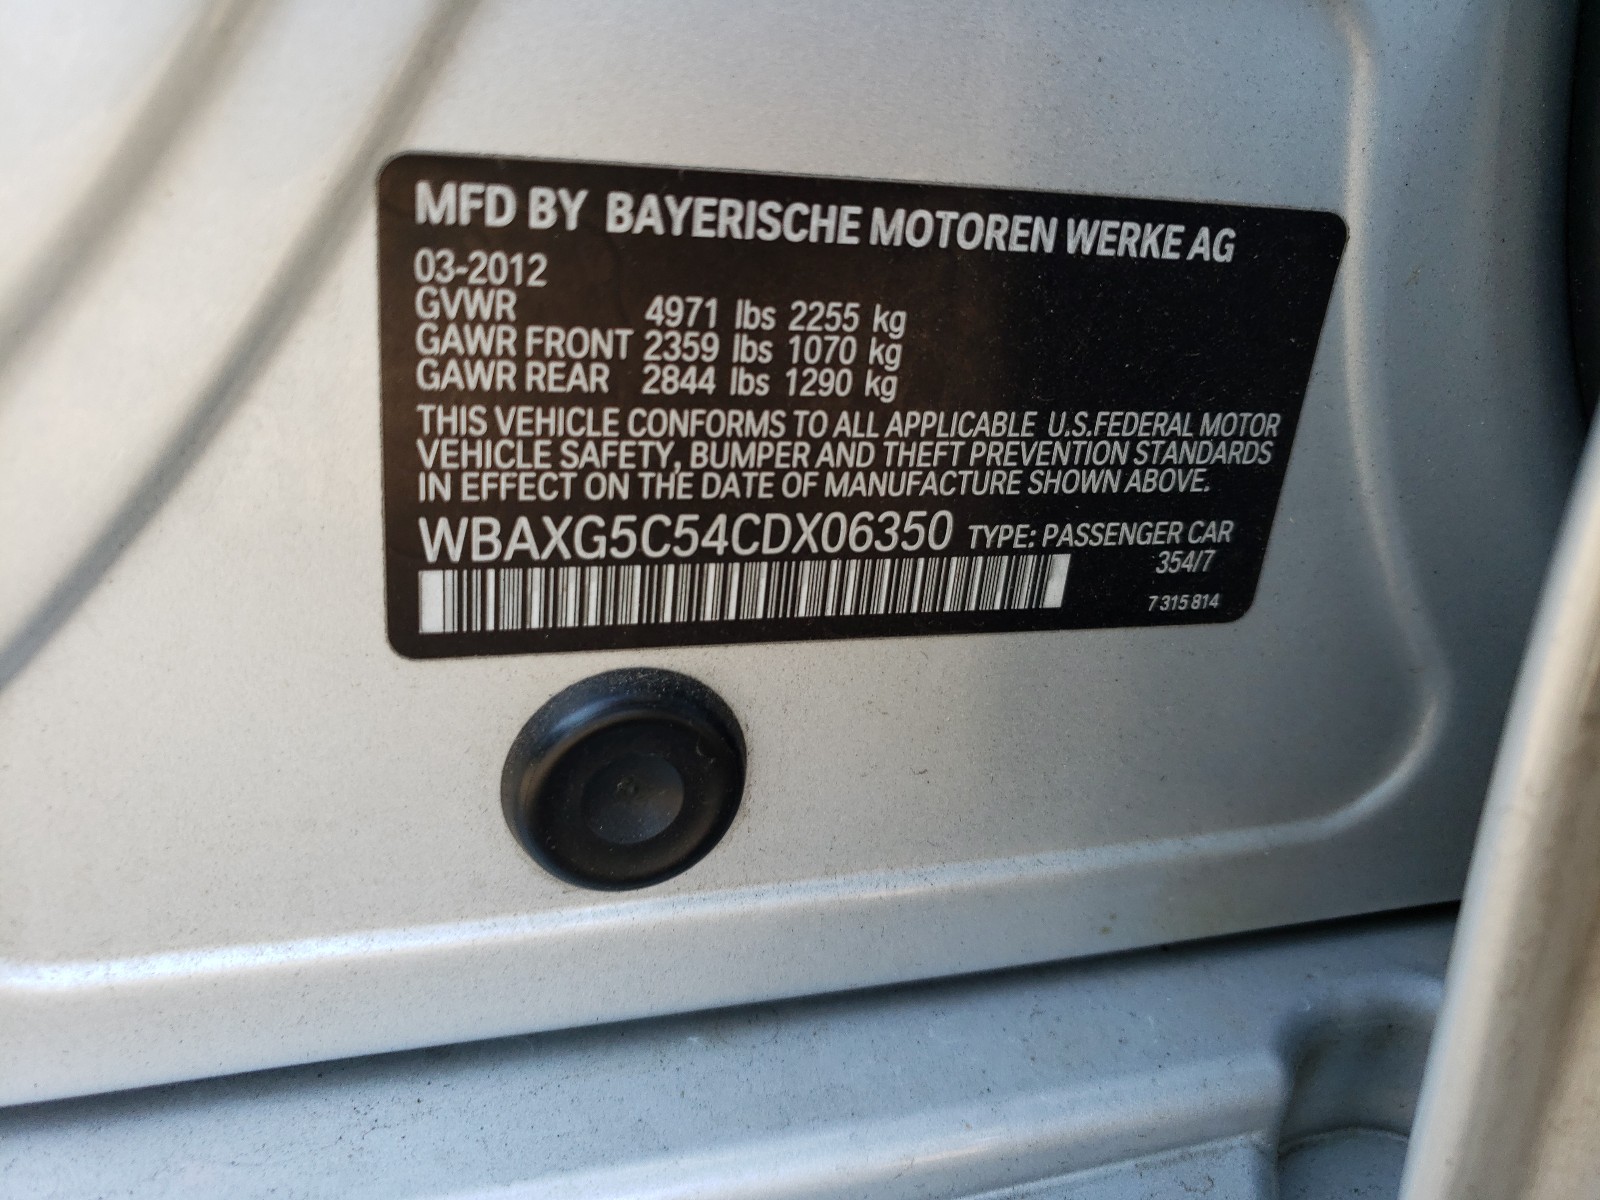 MFD BY BAYERISCHE MOTOREN WERKE AG
03-2012
GVWR 4971 lbs 2255 kg
GAWR FRONT 2359 lbs 1070 kg
GAWR REAR 2844 lbs 1290 kg
THIS VEHICLE CONFORMS TO ALL APPLICABLE U.S.FEDERAL MOTOR
VEHICLE SAFETY, BUMPER AND THEFT PREVENTION STANDARDS
IN EFFECT ON THE DATE OF MANUFACTURE SHOWN ABOVE.
WBAXG5C54CDX06350 TYPE: PASSENGER CAR
354/7
7 315 814